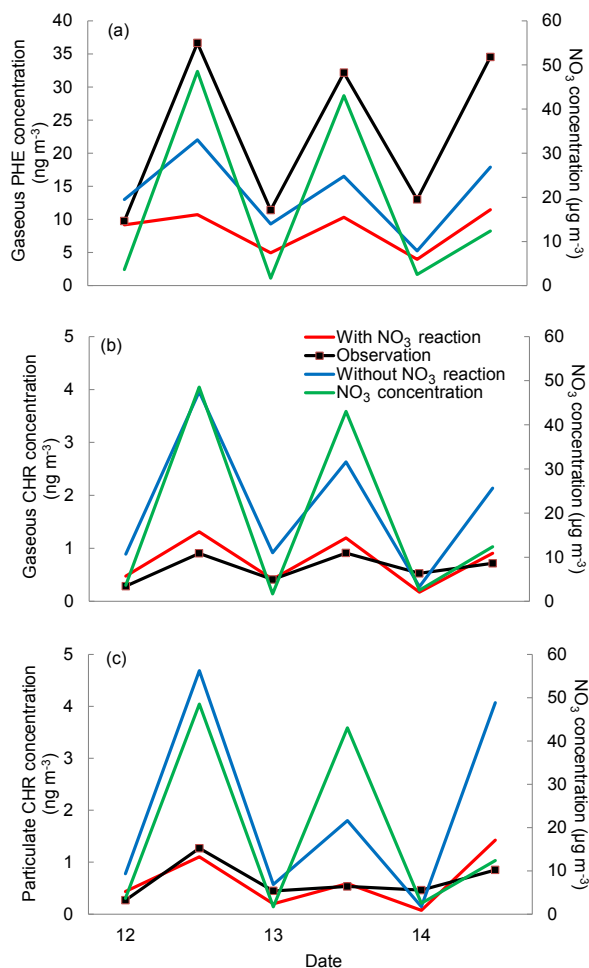 (a)
Gaseous PHE concentration
(ng m⁻³)
40
35
30
25
20
15
10
5
0
60
50
40
30
20
10
0
NO₃ concentration (µg m⁻³)
(b)
Gaseous CHR concentration
(ng m⁻³)
5
4
3
2
1
0
With NO₃ reaction
Observation
Without NO₃ reaction
NO₃ concentration
60
50
40
30
20
10
0
NO₃ concentration (µg m⁻³)
(c)
Particulate CHR concentration
(ng m⁻³)
5
4
3
2
1
0
60
50
40
30
20
10
0
NO₃ concentration (µg m⁻³)
12
13
14
Date